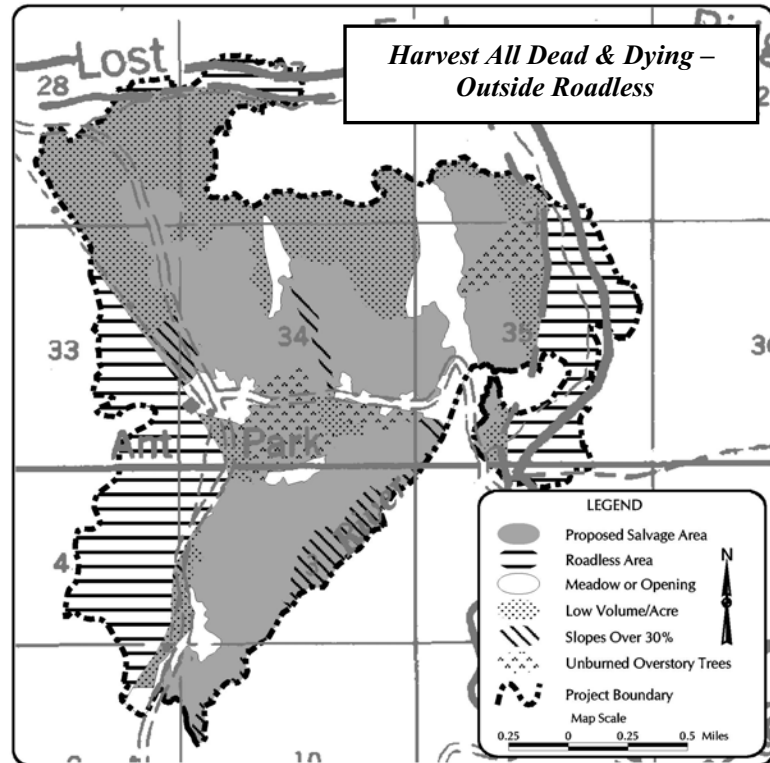 Lost
Harvest All Dead & Dying –
Outside Roadless
28
33
34
35
Ant Park
River
4
10
LEGEND
Proposed Salvage Area
Roadless Area
N
Meadow or Opening
Low Volume/Acre
Slopes Over 30%
Unburned Overstory Trees
Project Boundary
Map Scale
0.25 0 0.25 0.5 Miles